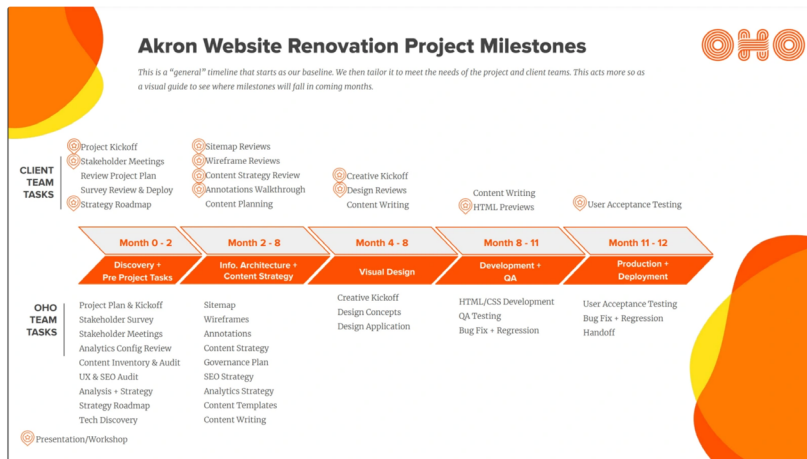 Akron Website Renovation Project Milestones
OHO
This is a "general" timeline that starts as our baseline. We then tailor it to meet the needs of the project and client teams. This acts more so as
a visual guide to see where milestones will fall in coming months.
CLIENT
TEAM
TASKS
Project Kickoff
Stakeholder Meetings
Review Project Plan
Survey Review & Deploy
Strategy Roadmap
Sitemap Reviews
Wireframe Reviews
Content Strategy Review
Annotations Walkthrough
Content Planning
Creative Kickoff
Design Reviews
Content Writing
Content Writing
HTML Previews
User Acceptance Testing
Month 0 - 2
Month 2 - 8
Month 4 - 8
Month 8 - 11
Month 11 - 12
Discovery +
Pre Project Tasks
Info. Architecture +
Content Strategy
Visual Design
Development +
QA
Production +
Deployment
OHO
TEAM
TASKS
Project Plan & Kickoff
Stakeholder Survey
Stakeholder Meetings
Analytics Config Review
Content Inventory & Audit
UX & SEO Audit
Analysis + Strategy
Strategy Roadmap
Tech Discovery
Sitemap
Wireframes
Annotations
Content Strategy
Governance Plan
SEO Strategy
Analytics Strategy
Content Templates
Content Writing
Creative Kickoff
Design Concepts
Design Application
HTML/CSS Development
QA Testing
Bug Fix + Regression
User Acceptance Testing
Bug Fix + Regression
Handoff
Presentation/Workshop